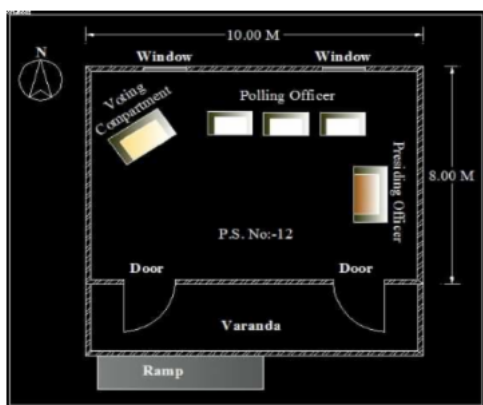 N
10.00 M
Window
Window
Voting
Compartment
Polling Officer
Presiding Officer
8.00 M
P.S. No:-12
Door
Door
Varanda
Ramp